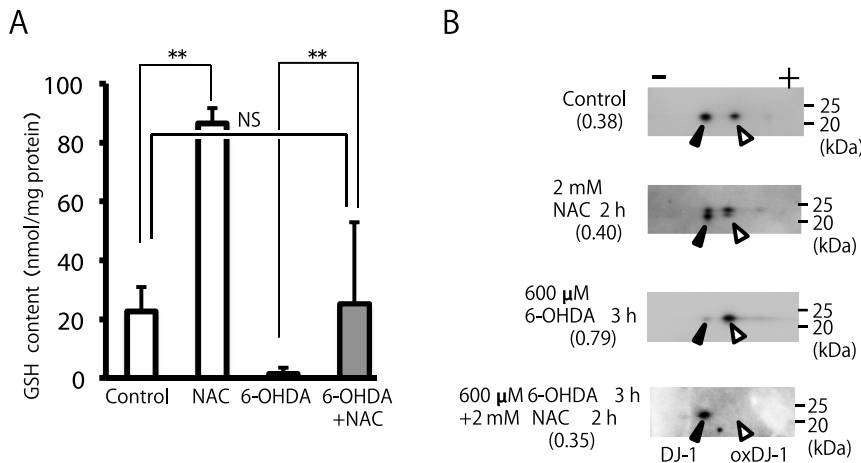 A
GSH content (nmol/mg protein)
100
80
60
40
20
0
**
**
NS
Control
NAC
6-OHDA
6-OHDA
+NAC
B
− +
Control
(0.38)
25
20
(kDa)
2 mM
NAC 2 h
(0.40)
25
20
(kDa)
600 μM
6-OHDA 3 h
(0.79)
25
20
(kDa)
600 μM 6-OHDA 3 h
+2 mM NAC 2 h
(0.35)
25
20
(kDa)
DJ-1 oxDJ-1